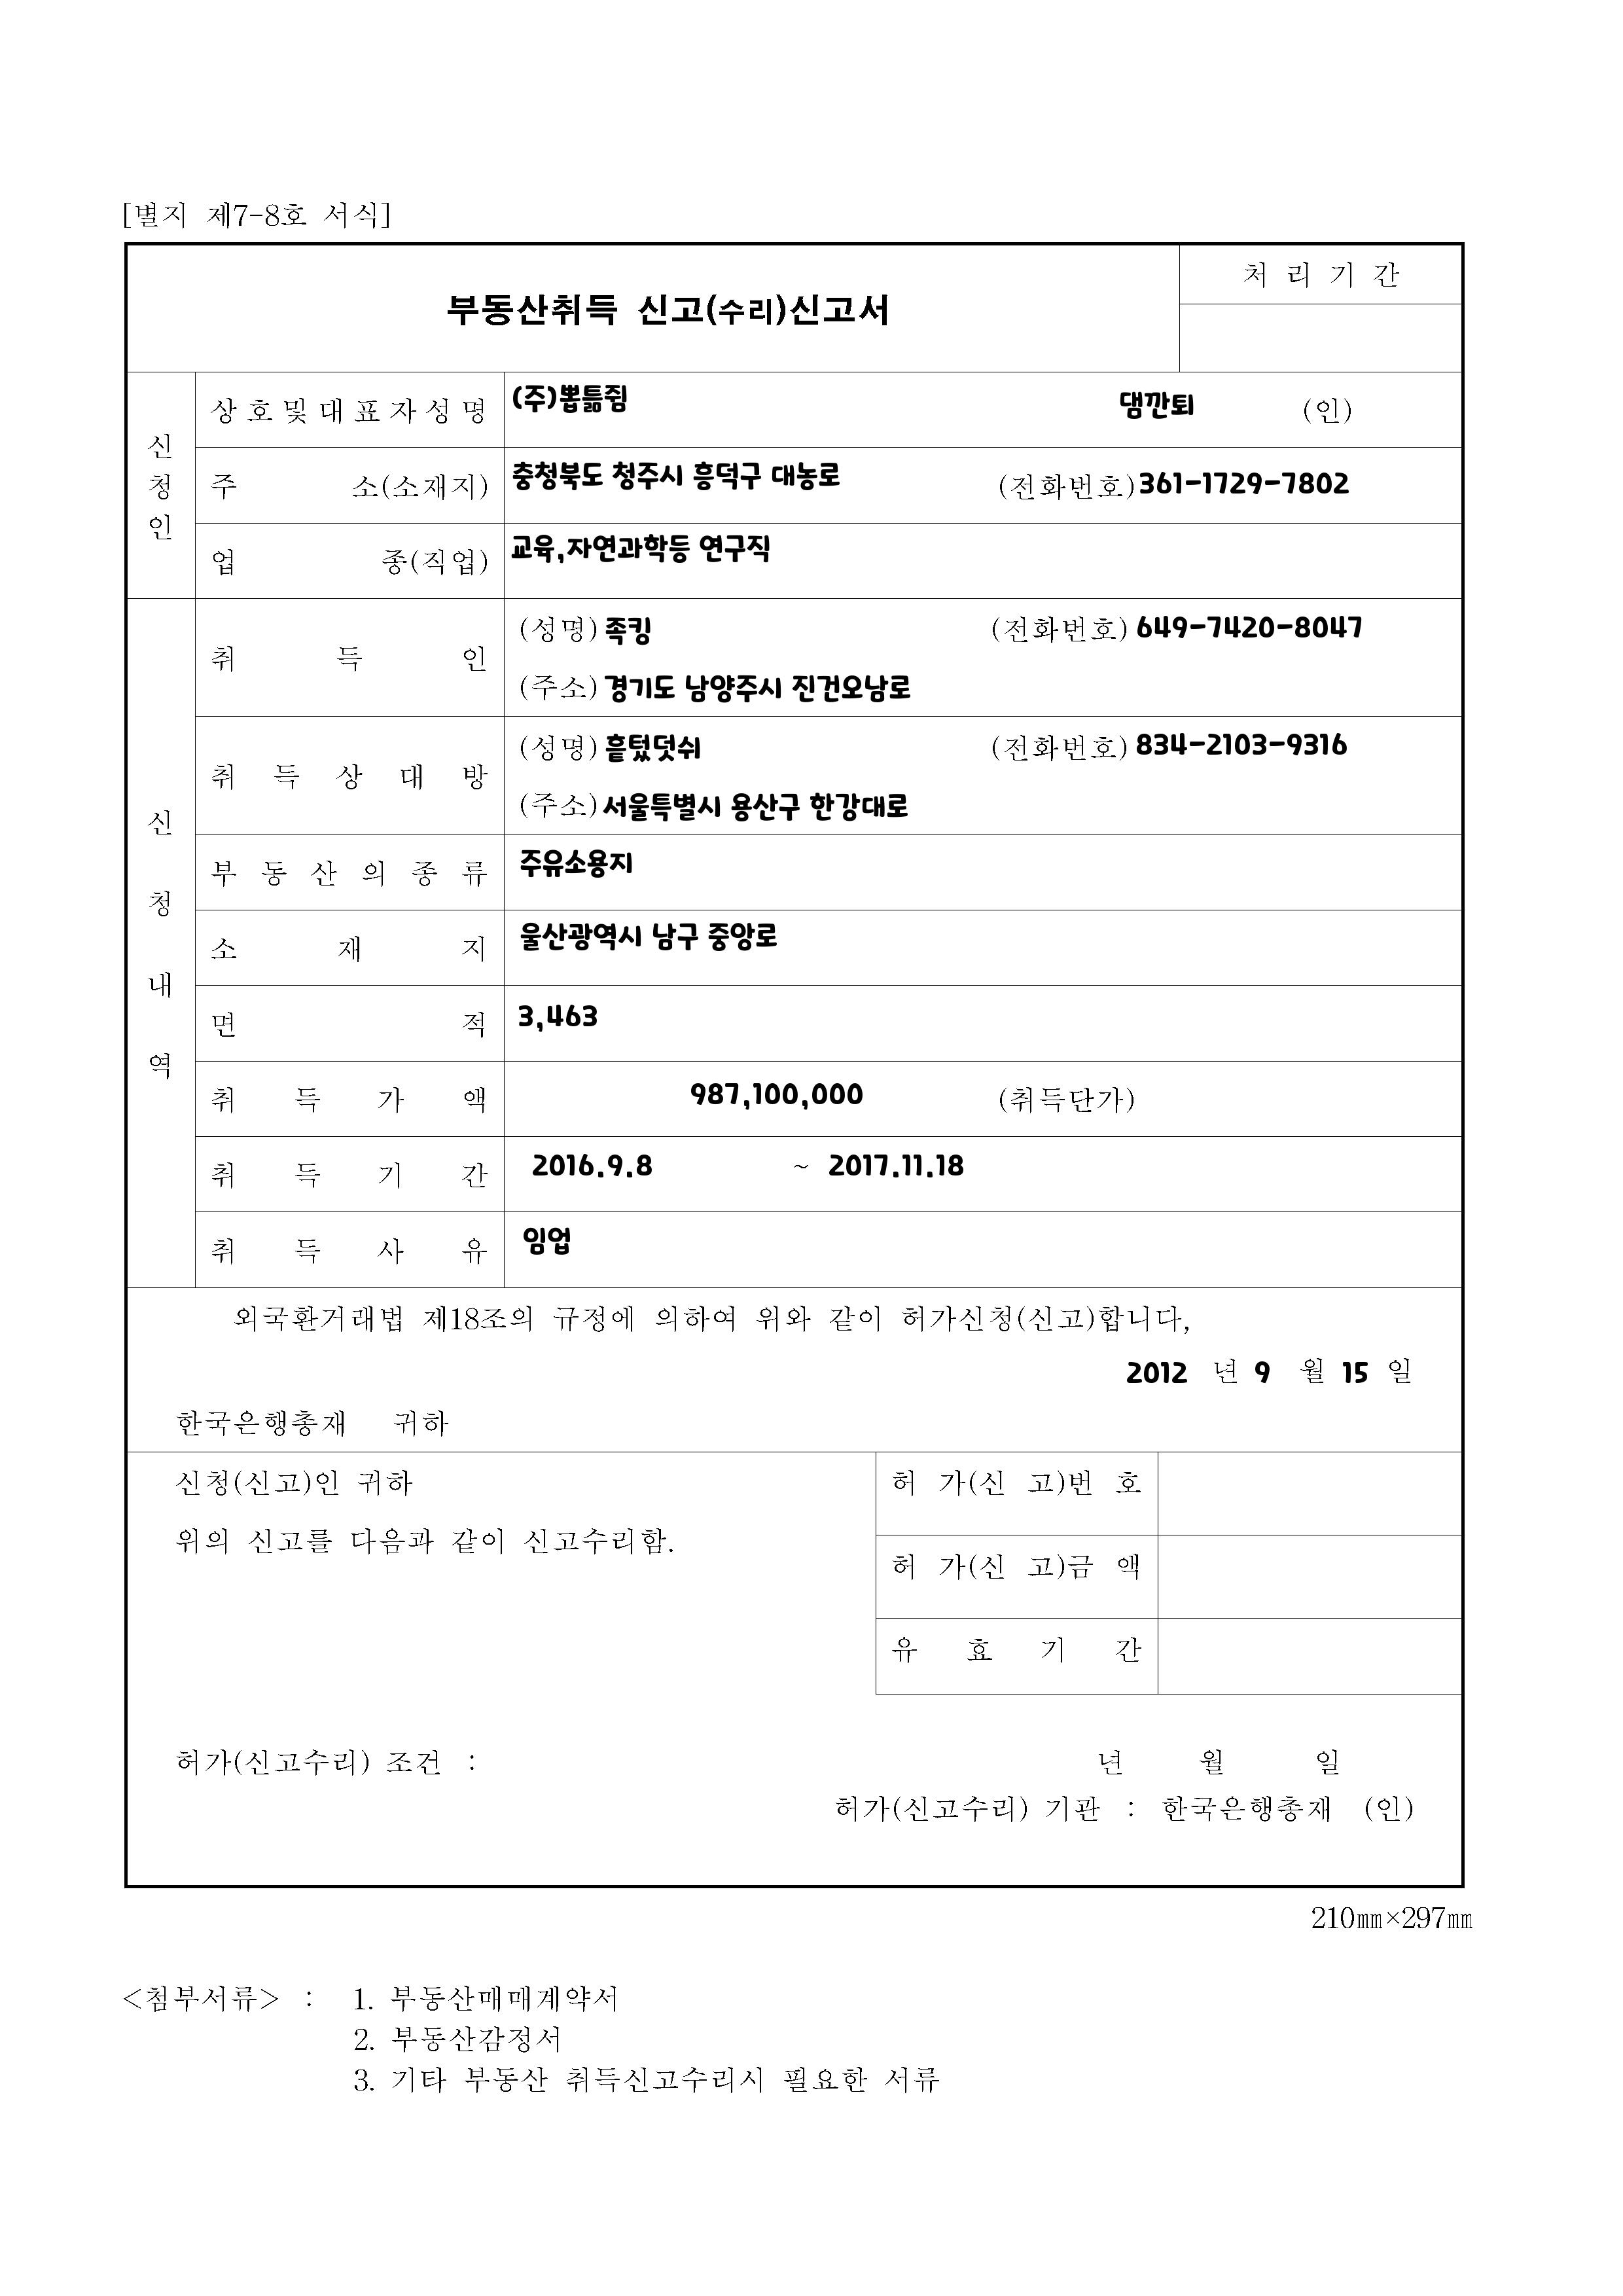 [별지 제7-8호 서식]
부동산취득 신고(수리)신고서
처 리 기 간
신청인
상호및대표자성명 (주)뽑틂줨 댐깐퇴 (인)
주 소(소재지) 충청북도 청주시 흥덕구 대농로 (전화번호) 361-1729-7802
업 종(직업) 교육,자연과학등 연구직
신청내역
취 득 인 (성명) 족킹 (전화번호) 649-7420-8047
(주소) 경기도 남양주시 진건오남로
취 득 상 대 방 (성명) 흩텄덧쉬 (전화번호) 834-2103-9316
(주소) 서울특별시 용산구 한강대로
부 동 산 의 종 류 주유소용지
소 재 지 울산광역시 남구 중앙로
면 적 3,463
취 득 가 액 987,100,000 (취득단가)
취 득 기 간 2016.9.8 ~ 2017.11.18
취 득 사 유 임업
외국환거래법 제18조의 규정에 의하여 위와 같이 허가신청(신고)합니다,
2012 년 9 월 15 일
한국은행총재 귀하
신청(신고)인 귀하
위의 신고를 다음과 같이 신고수리함.
허 가(신 고)번 호
허 가(신 고)금 액
유 효 기 간
허가(신고수리) 조건 :
년 월 일
허가(신고수리) 기관 : 한국은행총재 (인)
210㎜×297㎜
<첨부서류> : 1. 부동산매매계약서
2. 부동산감정서
3. 기타 부동산 취득신고수리시 필요한 서류